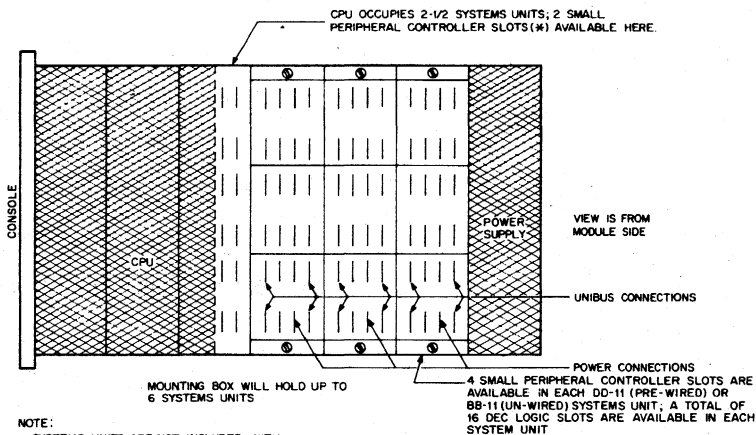 CPU OCCUPIES 2-1/2 SYSTEMS UNITS; 2 SMALL
PERIPHERAL CONTROLLER SLOTS(*) AVAILABLE HERE.
CONSOLE
CPU
POWER
SUPPLY
VIEW IS FROM
MODULE SIDE
UNIBUS CONNECTIONS
POWER CONNECTIONS
MOUNTING BOX WILL HOLD UP TO
6 SYSTEMS UNITS
4 SMALL PERIPHERAL CONTROLLER SLOTS ARE
AVAILABLE IN EACH DD-11 (PRE-WIRED) OR
BB-11 (UN-WIRED) SYSTEMS UNIT; A TOTAL OF
16 DEC LOGIC SLOTS ARE AVAILABLE IN EACH
SYSTEM UNIT
NOTE: